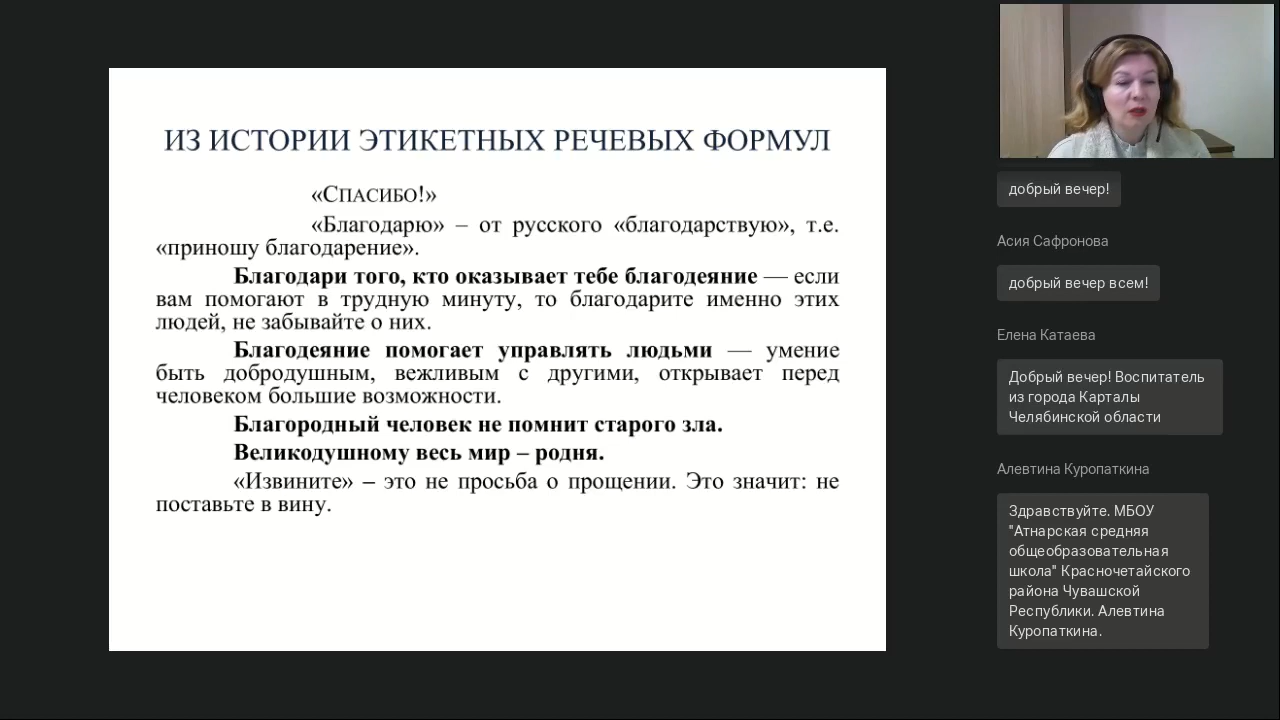 ИЗ ИСТОРИИ ЭТИКЕТНЫХ РЕЧЕВЫХ ФОРМУЛ
«СПАСИБО!»
«Благодарю» – от русского «благодарствую», т.е.
«приношу благодарение».
Благодари того, кто оказывает тебе благодеяние — если
вам помогают в трудную минуту, то благодарите именно этих
людей, не забывайте о них.
Благодеяние помогает управлять людьми — умение
быть добродушным, вежливым с другими, открывает перед
человеком большие возможности.
Благородный человек не помнит старого зла.
Великодушному весь мир – родня.
«Извините» – это не просьба о прощении. Это значит: не
поставьте в вину.
добрый вечер!
Асия Сафронова
добрый вечер всем!
Елена Катаева
Добрый вечер! Воспитатель
из города Карталы
Челябинской области
Алевтина Куропаткина
Здравствуйте. МБОУ
"Атнарская средняя
общеобразовательная
школа" Красночетайского
района Чувашской
Республики. Алевтина
Куропаткина.